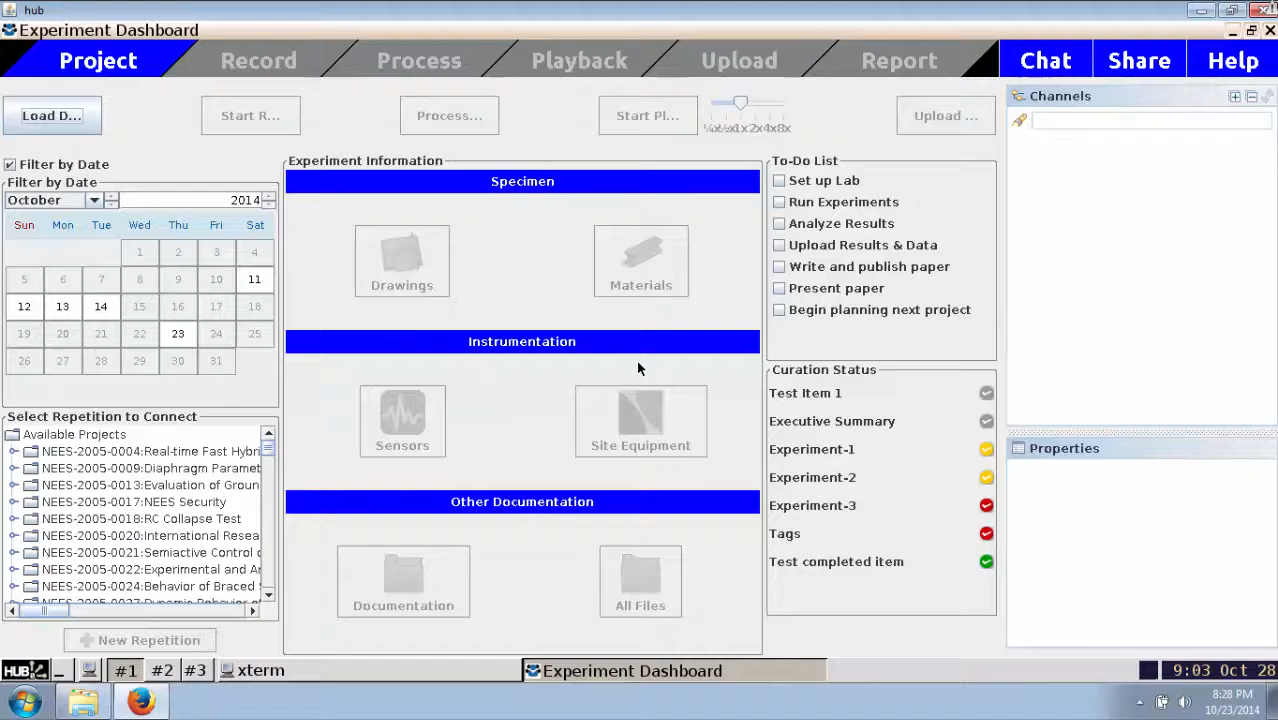 hub
Experiment Dashboard
Project Record Process Playback Upload Report Chat Share Help
Load D... Start R... Process... Start Pl... ¼x½x1x2x4x8x Upload ...
Channels
Filter by Date
Filter by Date
October 2014
Sun Mon Tue Wed Thu Fri Sat
1 2 3 4
5 6 7 8 9 10 11
12 13 14 15 16 17 18
19 20 21 22 23 24 25
26 27 28 29 30 31
Select Repetition to Connect
Available Projects
NEES-2005-0004:Real-time Fast Hybri
NEES-2005-0009:Diaphragm Paramet
NEES-2005-0013:Evaluation of Groun
NEES-2005-0017:NEES Security
NEES-2005-0018:RC Collapse Test
NEES-2005-0020:International Resea
NEES-2005-0021:Semiactive Control o
NEES-2005-0022:Experimental and An
NEES-2005-0024:Behavior of Braced
New Repetition
Experiment Information
Specimen
Drawings Materials
Instrumentation
Sensors Site Equipment
Other Documentation
Documentation All Files
To-Do List
Set up Lab
Run Experiments
Analyze Results
Upload Results & Data
Write and publish paper
Present paper
Begin planning next project
Curation Status
Test Item 1
Executive Summary
Experiment-1
Experiment-2
Experiment-3
Tags
Test completed item
Properties
HUB #1 #2 #3 xterm Experiment Dashboard 9:03 Oct 28
8:28 PM
10/23/2014